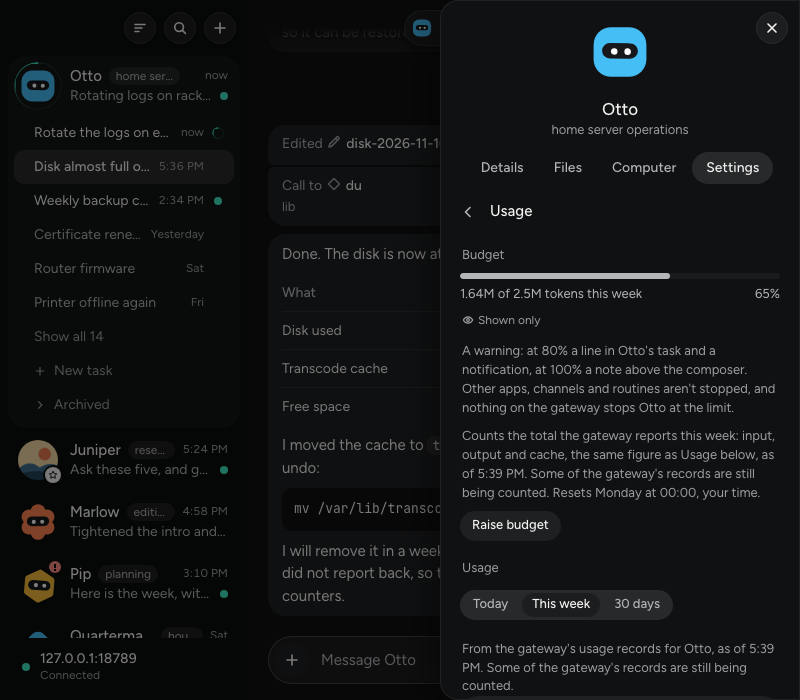 Otto
home ser...
now
Rotating logs on rack...
Rotate the logs on e...
now
Disk almost full o...
5:36 PM
Weekly backup c...
2:34 PM
Certificate rene...
Yesterday
Router firmware
Sat
Printer offline again
Fri
Show all 14
New task
Archived
Juniper
rese...
5:24 PM
Ask these five, and g...
Marlow
editi...
4:58 PM
Tightened the intro and...
Pip
planning
3:10 PM
Here is the week, wit...
Quarterma
hou
Sat
127.0.0.1:18789
Connected
so it can be restor
Edited
disk-2026-11-1
Call to
du
lib
Done. The disk is now at
What
Disk used
Transcode cache
Free space
I moved the cache to
undo:
mv /var/lib/transco
I will remove it in a week
did not report back, so t
counters.
Message Otto
Otto
home server operations
Details
Files
Computer
Settings
Usage
Budget
1.64M of 2.5M tokens this week
65%
Shown only
A warning: at 80% a line in Otto's task and a
notification, at 100% a note above the composer.
Other apps, channels and routines aren't stopped, and
nothing on the gateway stops Otto at the limit.
Counts the total the gateway reports this week: input,
output and cache, the same figure as Usage below, as
of 5:39 PM. Some of the gateway's records are still
being counted. Resets Monday at 00:00, your time.
Raise budget
Usage
Today
This week
30 days
From the gateway's usage records for Otto, as of 5:39
PM. Some of the gateway's records are still being
counted.